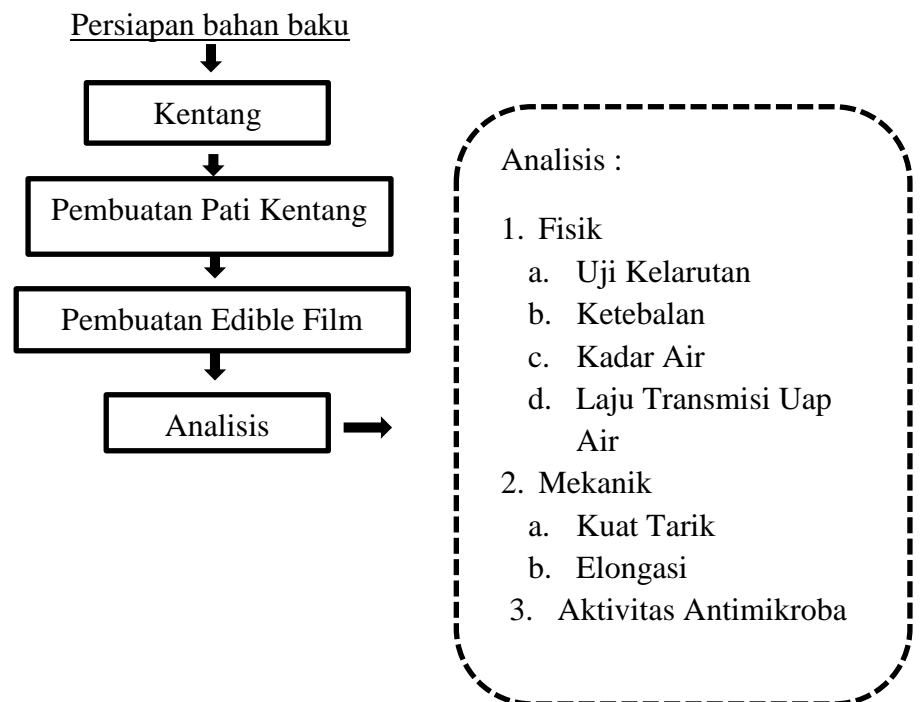 Persiapan bahan baku
Kentang
Pembuatan Pati Kentang
Pembuatan Edible Film
Analisis
Analisis :
1. Fisik
a. Uji Kelarutan
b. Ketebalan
c. Kadar Air
d. Laju Transmisi Uap
Air
2. Mekanik
a. Kuat Tarik
b. Elongasi
3. Aktivitas Antimikroba